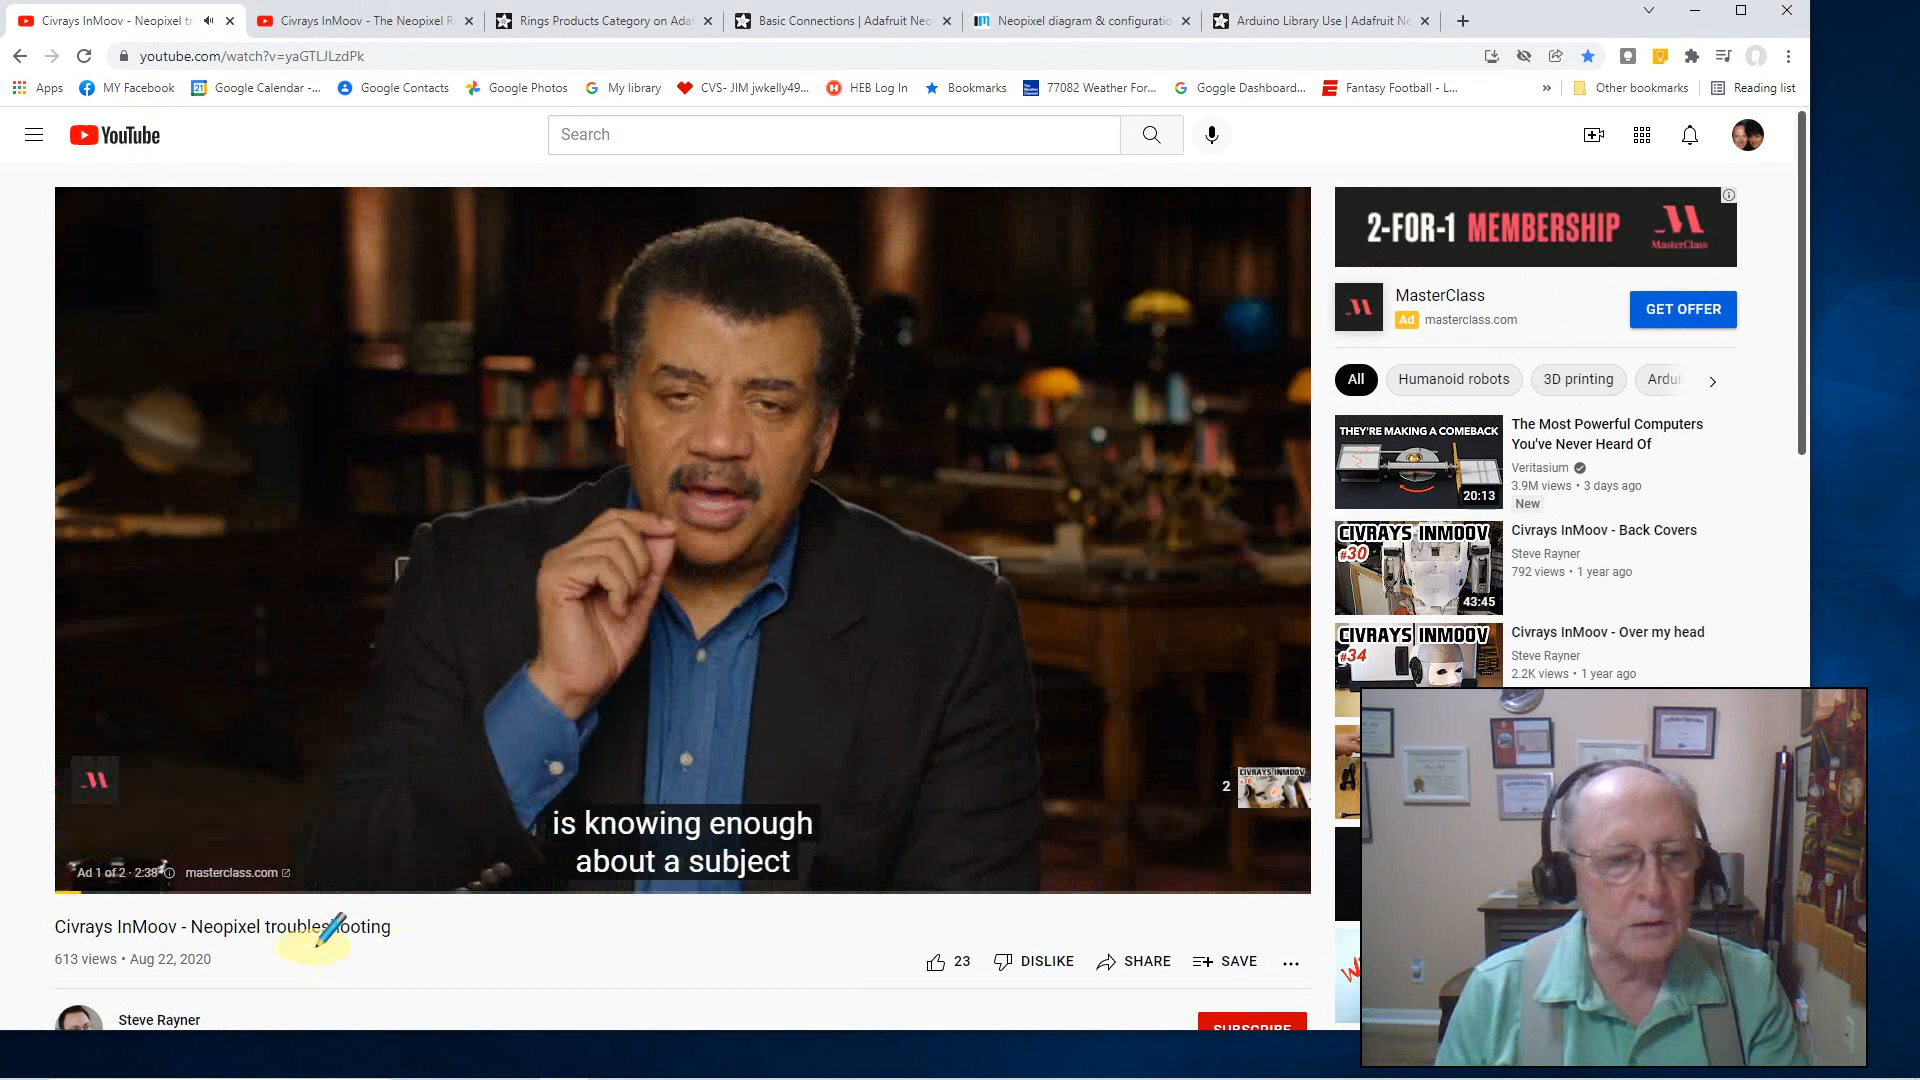 Civrays InMoov - Neopixel tr
Civrays InMoov - The Neopixel R
Rings Products Category on Ada
Basic Connections | Adafruit Neo
Neopixel diagram & configuratio
Arduino Library Use | Adafruit Ne
youtube.com/watch?v=yaGTLJLzdPk
Apps
MY Facebook
Google Calendar -...
Google Contacts
Google Photos
My library
CVS- JIM jwkelly49...
HEB Log In
Bookmarks
77082 Weather For...
Goggle Dashboard...
Fantasy Football - L...
»
Other bookmarks
Reading list
YouTube
Search
2-FOR-1 MEMBERSHIP
MasterClass
MasterClass
Ad masterclass.com
GET OFFER
All
Humanoid robots
3D printing
Ardui
THEY'RE MAKING A COMEBACK
20:13
The Most Powerful Computers
You've Never Heard Of
Veritasium
3.9M views • 3 days ago
New
CIVRAYS INMOOV
#30
43:45
Civrays InMoov - Back Covers
Steve Rayner
792 views • 1 year ago
CIVRAYS INMOOV
#34
Civrays InMoov - Over my head
Steve Rayner
2.2K views • 1 year ago
2
CIVRAYS INMOOV
#36
is knowing enough
about a subject
Ad 1 of 2 · 2:38
masterclass.com
Civrays InMoov - Neopixel troubleshooting
613 views • Aug 22, 2020
23
DISLIKE
SHARE
SAVE
Steve Rayner
SUBSCRIBE